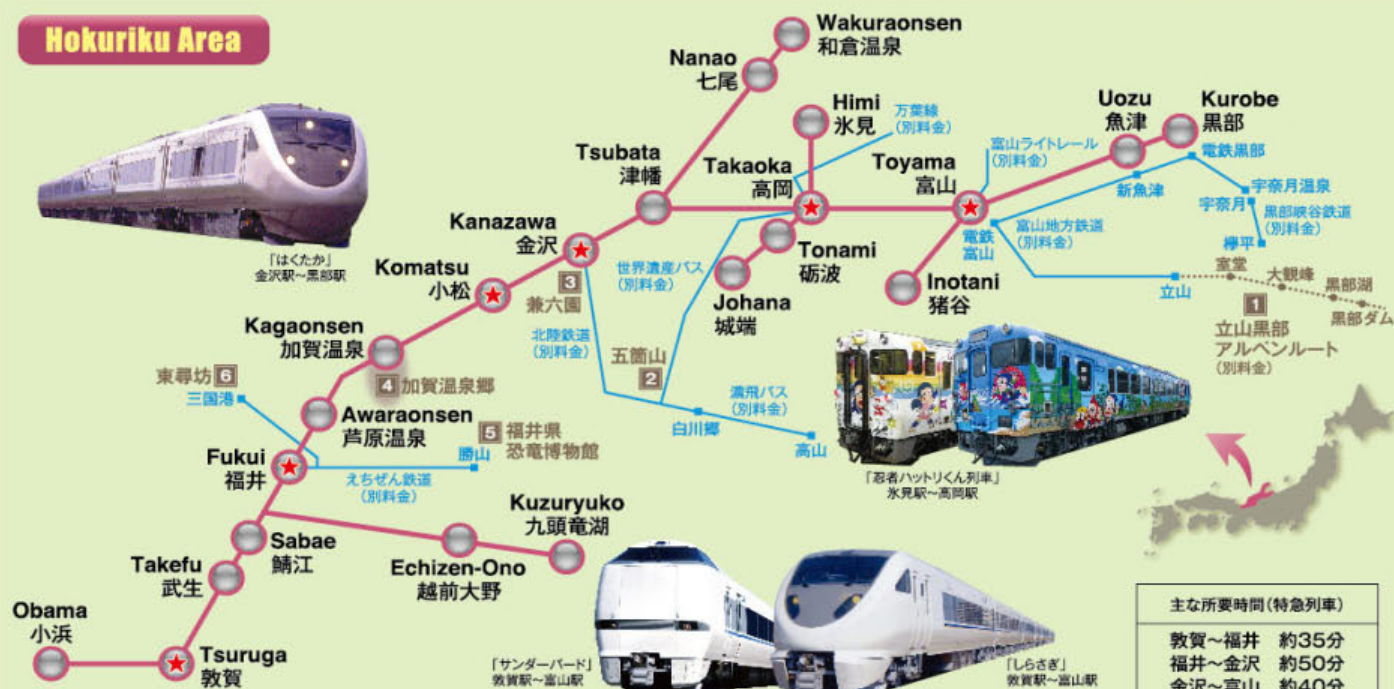 Hokuriku Area
Wakuraonsen
和倉温泉
Nanao
七尾
Himi
氷見
万葉線
(別料金)
Uozu
魚津
Kurobe
黒部
Tsubata
津幡
Takaoka
高岡
Toyama
富山
富山ライトレール
(別料金)
電鉄黒部
新魚津
宇奈月温泉
宇奈月
黒部峡谷鉄道
(別料金)
欅平
「はくたか」
金沢駅~黒部駅
Kanazawa
金沢
3
兼六園
世界遺産バス
(別料金)
Tonami
砺波
電鉄
富山
富山地方鉄道
(別料金)
Komatsu
小松
Johana
城端
Inotani
猪谷
立山
室堂
大観峰
黒部湖
黒部ダム
1
立山黒部
アルペンルート
(別料金)
Kagaonsen
加賀温泉
北陸鉄道
(別料金)
五箇山
2
東尋坊 6
三国港
4 加賀温泉郷
濃飛バス
(別料金)
白川郷
高山
Awaraonsen
芦原温泉
5 福井県
恐竜博物館
勝山
Fukui
福井
えちぜん鉄道
(別料金)
「忍者ハットリくん列車」
氷見駅~高岡駅
Kuzuryuko
九頭竜湖
Sabae
鯖江
Echizen-Ono
越前大野
Takefu
武生
Obama
小浜
Tsuruga
敦賀
「サンダーバード」
敦賀駅~富山駅
「しらさぎ」
敦賀駅~富山駅
主な所要時間(特急列車)
敦賀~福井 約35分
福井~金沢 約50分
金沢~富山 約40分